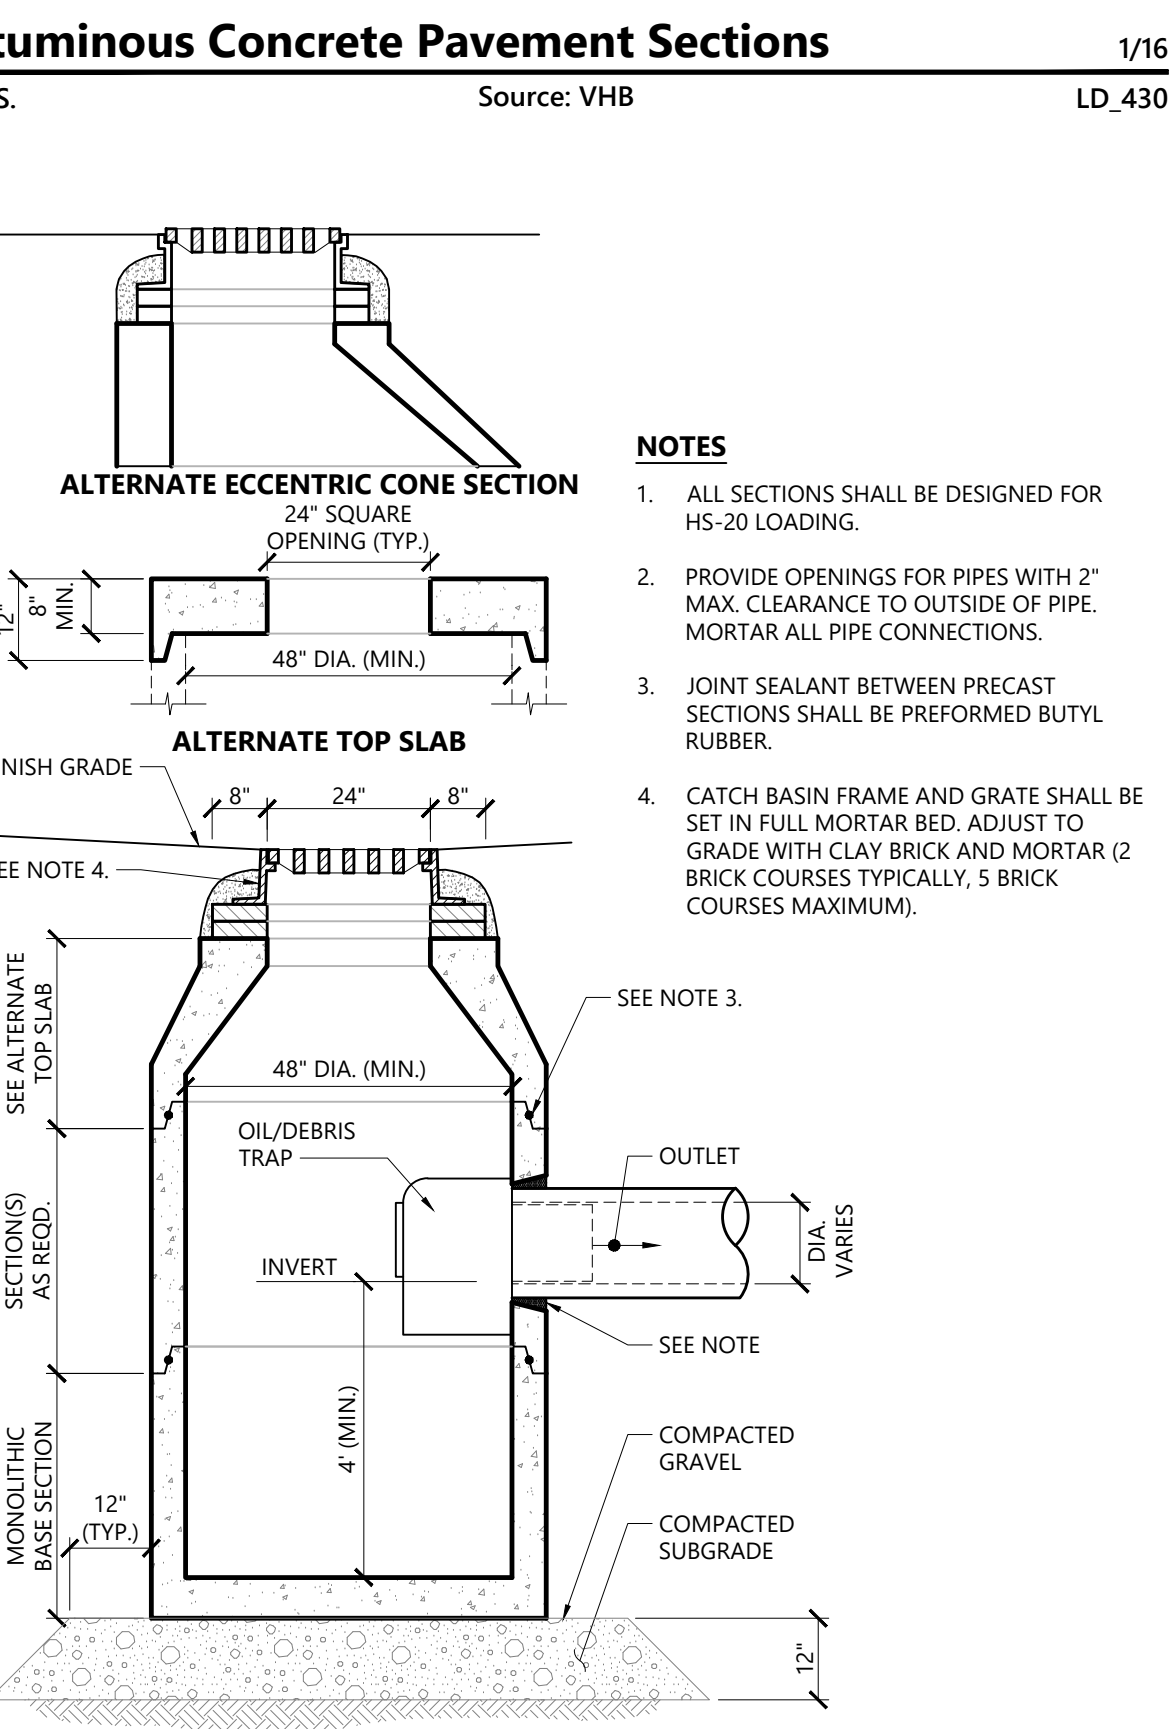 Concrete Pavement Sections
1/16
Source: VHB
LD_430
ALTERNATE ECCENTRIC CONE SECTION
24" SQUARE
OPENING (TYP.)
12"
8"
MIN.
48" DIA. (MIN.)
ALTERNATE TOP SLAB
NOTES
1. ALL SECTIONS SHALL BE DESIGNED FOR
HS-20 LOADING.
2. PROVIDE OPENINGS FOR PIPES WITH 2"
MAX. CLEARANCE TO OUTSIDE OF PIPE.
MORTAR ALL PIPE CONNECTIONS.
3. JOINT SEALANT BETWEEN PRECAST
SECTIONS SHALL BE PREFORMED BUTYL
RUBBER.
4. CATCH BASIN FRAME AND GRATE SHALL BE
SET IN FULL MORTAR BED. ADJUST TO
GRADE WITH CLAY BRICK AND MORTAR (2
BRICK COURSES TYPICALLY, 5 BRICK
COURSES MAXIMUM).
GRADE
8"
24"
8"
NOTE 4.
SEE ALTERNATE
TOP SLAB
SEE NOTE 3.
48" DIA. (MIN.)
OIL/DEBRIS
TRAP
OUTLET
SECTION(S)
AS REQD.
DIA.
VARIES
INVERT
SEE NOTE
4' (MIN.)
MONOLITHIC
BASE SECTION
12"
(TYP.)
COMPACTED
GRAVEL
COMPACTED
SUBGRADE
12"